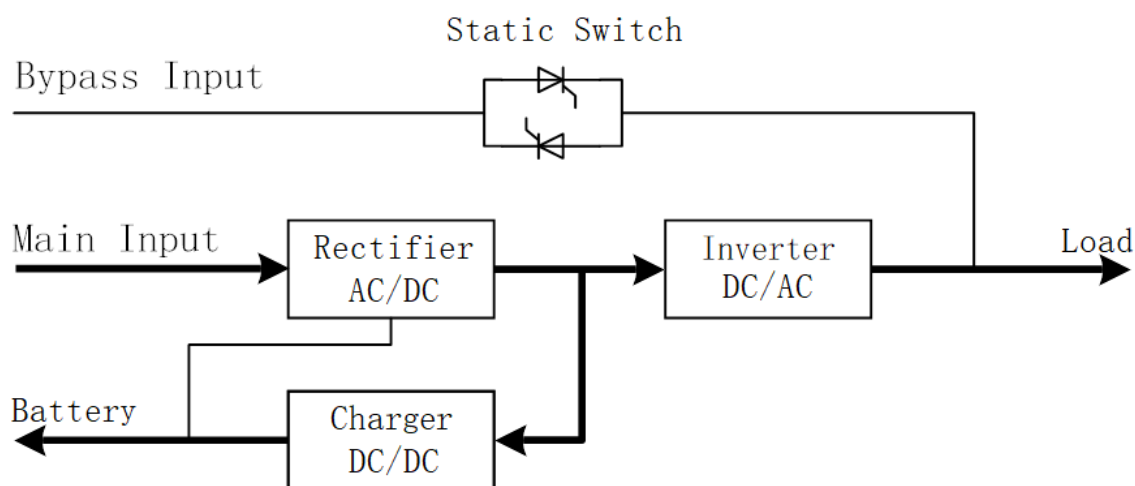 Static Switch
Bypass Input
Main Input
Rectifier
AC/DC
Inverter
DC/AC
Load
Battery
Charger
DC/DC